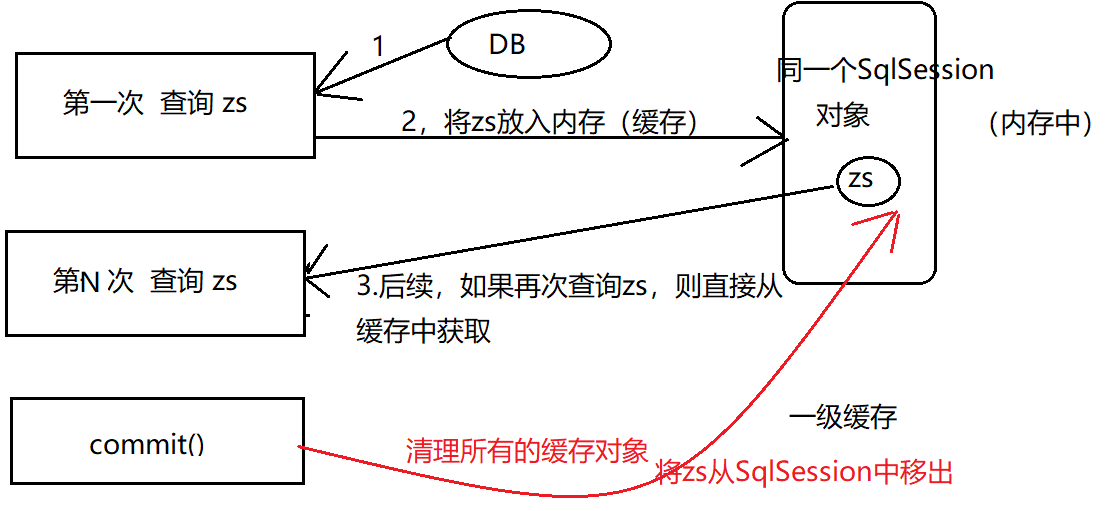 1
DB
第一次 查询 zs
同一个SqlSession
对象
（内存中）
2，将zs放入内存（缓存）
zs
第N 次 查询 zs
3.后续，如果再次查询zs，则直接从
缓存中获取
一级缓存
commit()
清理所有的缓存对象
将zs从SqlSession中移出